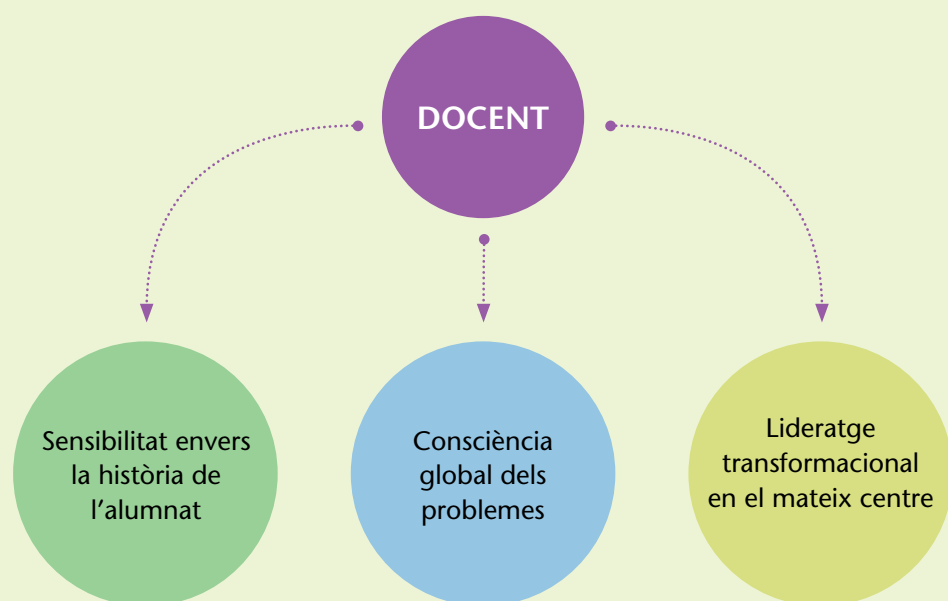 DOCENT
Sensibilitat envers
la història de
l’alumnat
Consciència
global dels
problemes
Lideratge
transformacional
en el mateix centre